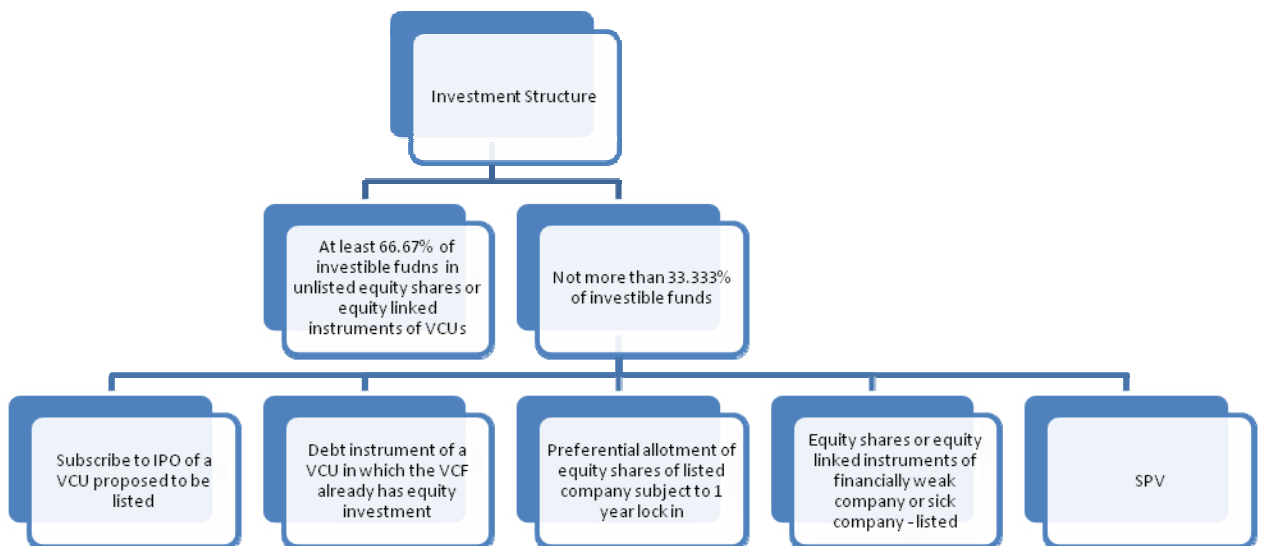 Investment Structure
At least 66.67% of
investible fudns in
unlisted equity shares or
equity linked
instruments of VCUs
Not more than 33.333%
of investible funds
Subscribe to IPO of a
VCU proposed to be
listed
Debt instrument of a
VCU in which the VCF
already has equity
investment
Preferential allotment of
equity shares of listed
company subject to 1
year lock in
Equity shares or equity
linked instruments of
financially weak
company or sick
company - listed
SPV